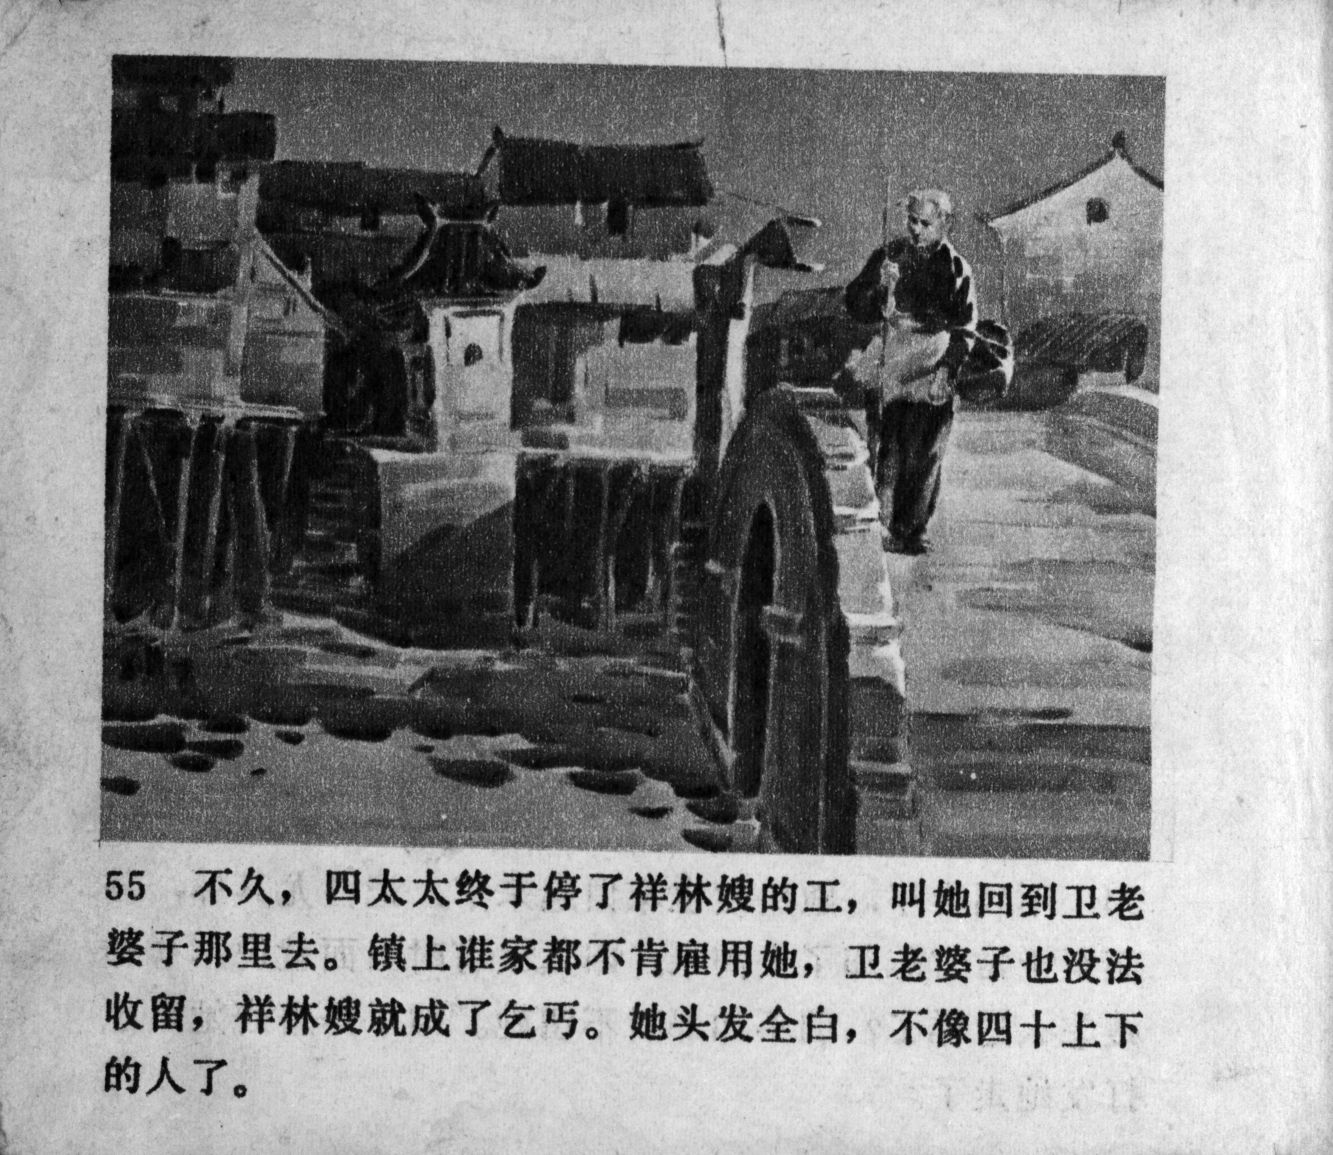 55 不久，四太太终于停了祥林嫂的工，叫她回到卫老
婆子那里去。镇上谁家都不肯雇用她，卫老婆子也没法
收留，祥林嫂就成了乞丐。她头发全白，不像四十上下
的人了。